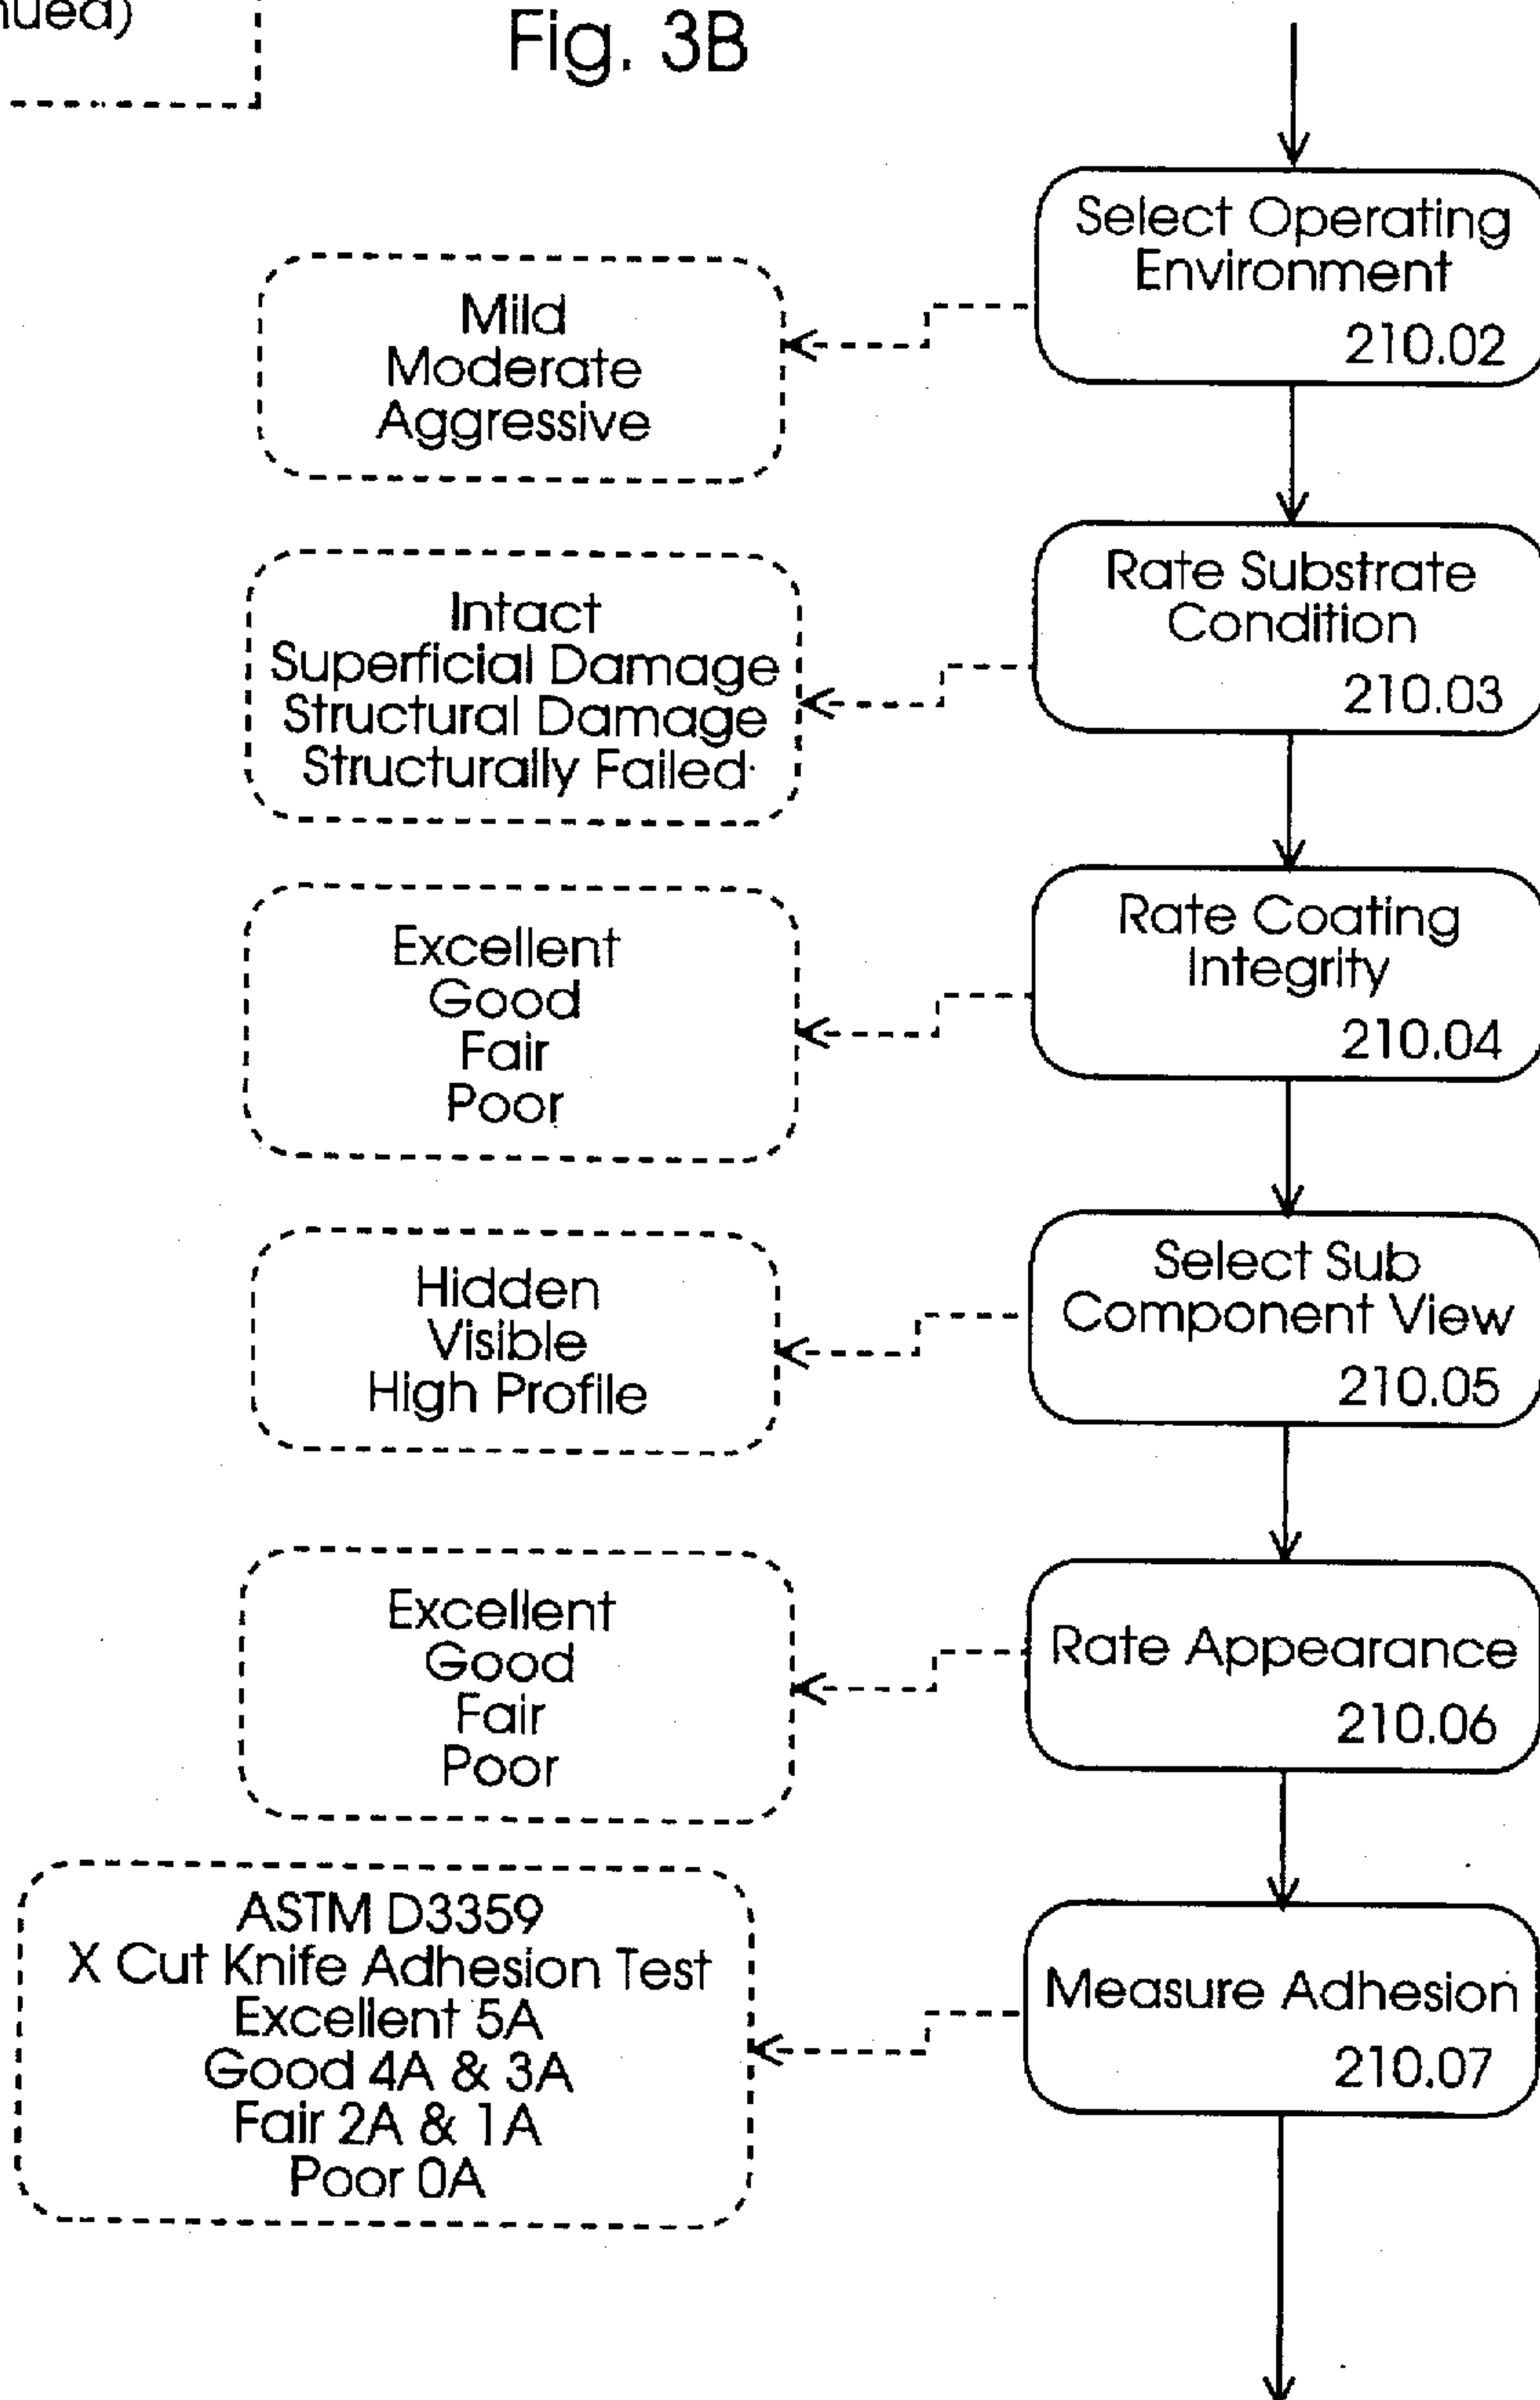 Fig. 3B
Select Operating
Environment
210.02
Mild
Moderate
Aggressive
Rate Substrate
Condition
210.03
Intact
Superficial Damage
Structural Damage
Structurally Failed
Rate Coating
Integrity
210.04
Excellent
Good
Fair
Poor
Select Sub
Component View
210.05
Hidden
Visible
High Profile
Rate Appearance
210.06
Excellent
Good
Fair
Poor
Measure Adhesion
210.07
ASTM D3359
X Cut Knife Adhesion Test
Excellent 5A
Good 4A & 3A
Fair 2A & 1A
Poor 0A